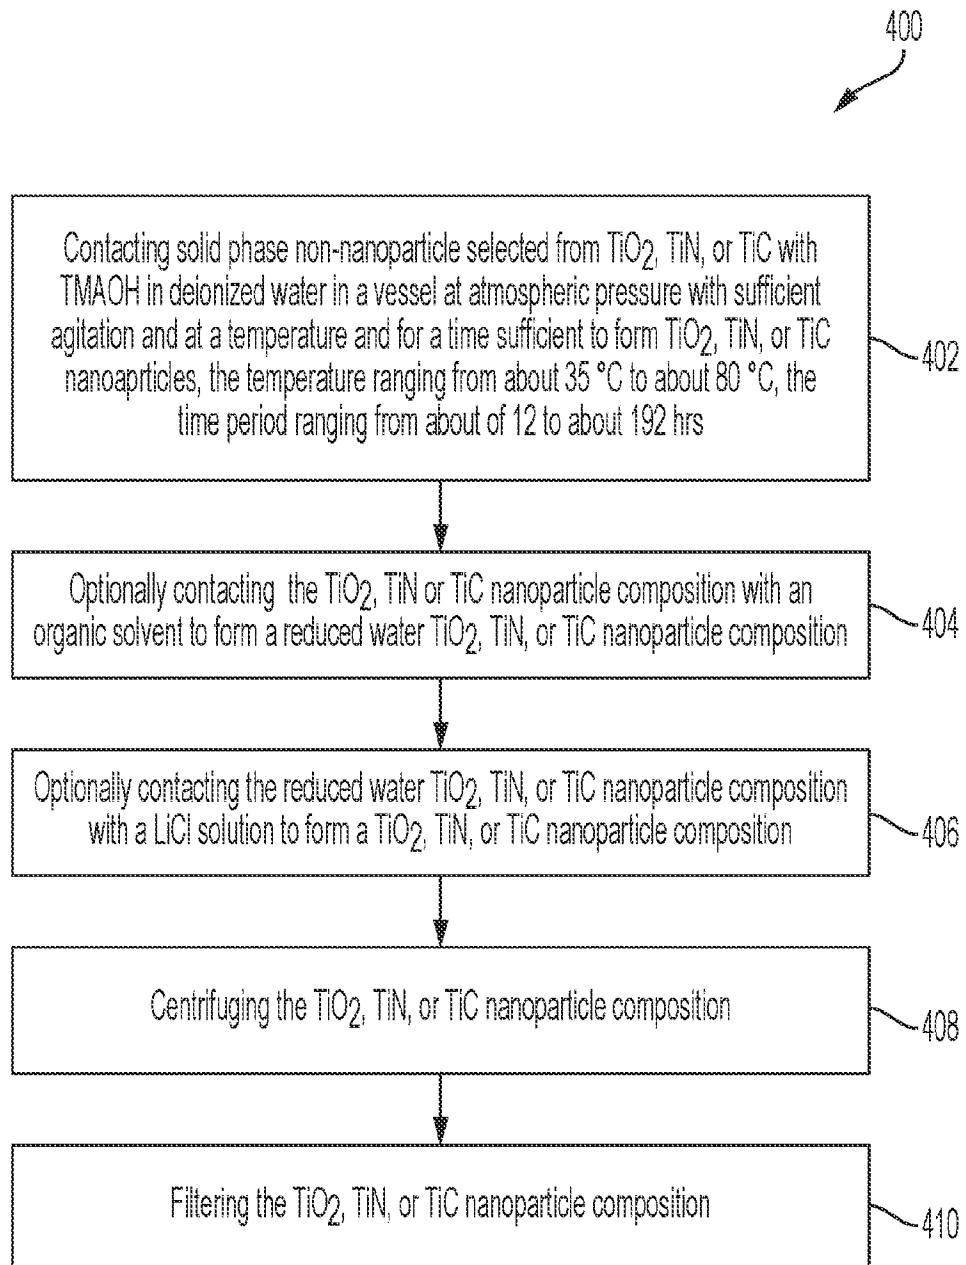 400
Contacting solid phase non-nanoparticle selected from TiO2, TiN, or TiC with
TMAOH in deionized water in a vessel at atmospheric pressure with sufficient
agitation and at a temperature and for a time sufficient to form TiO2, TiN, or TiC
nanoaprticles, the temperature ranging from about 35 °C to about 80 °C, the
time period ranging from about of 12 to about 192 hrs
402
Optionally contacting the TiO2, TiN or TiC nanoparticle composition with an
organic solvent to form a reduced water TiO2, TiN, or TiC nanoparticle composition
404
Optionally contacting the reduced water TiO2, TiN, or TiC nanoparticle composition
with a LiCl solution to form a TiO2, TiN, or TiC nanoparticle composition
406
Centrifuging the TiO2, TiN, or TiC nanoparticle composition
408
Filtering the TiO2, TiN, or TiC nanoparticle composition
410